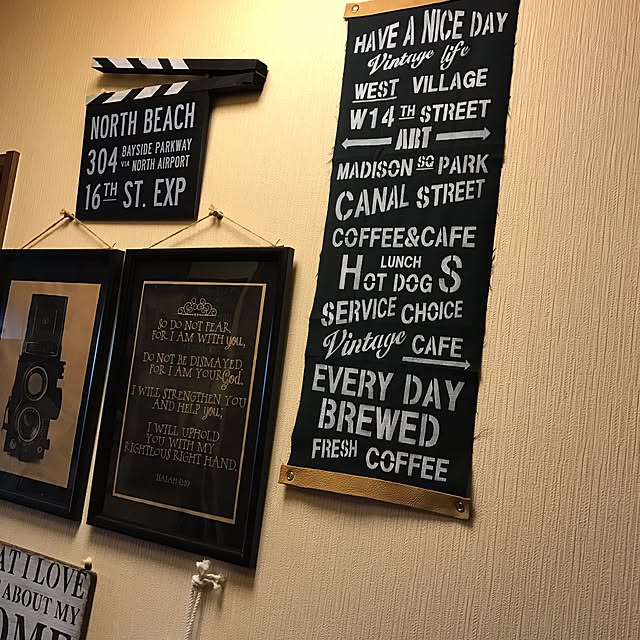 NORTH BEACH
304 BAYSIDE PARKWAY
VIA NORTH AIRPORT
16TH ST. EXP
HAVE A NICE DAY
Vintage life
WEST VILLAGE
W14TH STREET
ART
MADISON SQ PARK
CANAL STREET
COFFEE&CAFE
LUNCH
HOT DOGS
SERVICE CHOICE
Vintage CAFE
EVERY DAY
BREWED
FRESH COFFEE
SO DO NOT FEAR,
FOR I AM WITH you,
DO NOT BE DISMAYED,
FOR I AM YOUR God.
I WILL STRENGTHEN YOU
AND HELP you;
I WILL UPHOLD
YOU WITH MY
RIGHTEOUS RIGHT HAND.
ISAIAH 41:10
AT I LOVE
ABOUT MY